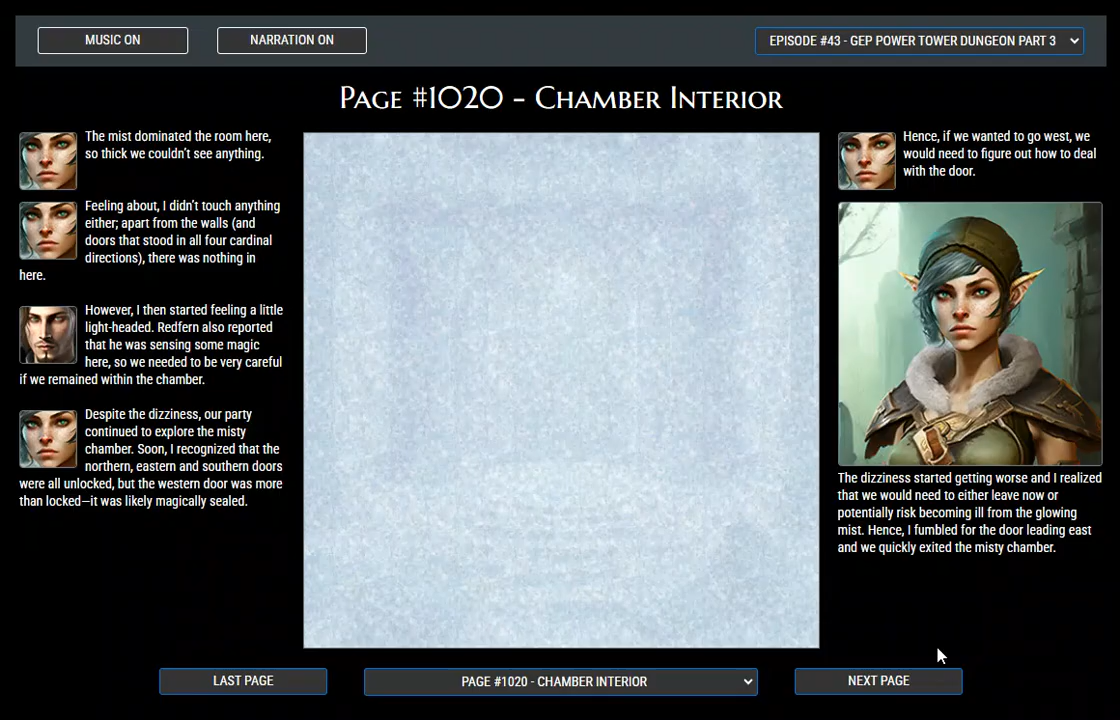 MUSIC ON
NARRATION ON
EPISODE #43 - GEP POWER TOWER DUNGEON PART 3
Page #1020 - Chamber Interior
The mist dominated the room here,
so thick we couldn't see anything.
Feeling about, I didn't touch anything
either; apart from the walls (and
doors that stood in all four cardinal
directions), there was nothing in
here.
However, I then started feeling a little
light-headed. Redfern also reported
that he was sensing some magic
here, so we needed to be very careful
if we remained within the chamber.
Despite the dizziness, our party
continued to explore the misty
chamber. Soon, I recognized that the
northern, eastern and southern doors
were all unlocked, but the western door was more
than locked—it was likely magically sealed.
Hence, if we wanted to go west, we
would need to figure out how to deal
with the door.
The dizziness started getting worse and I realized
that we would need to either leave now or
potentially risk becoming ill from the glowing
mist. Hence, I fumbled for the door leading east
and we quickly exited the misty chamber.
LAST PAGE
PAGE #1020 - CHAMBER INTERIOR
NEXT PAGE